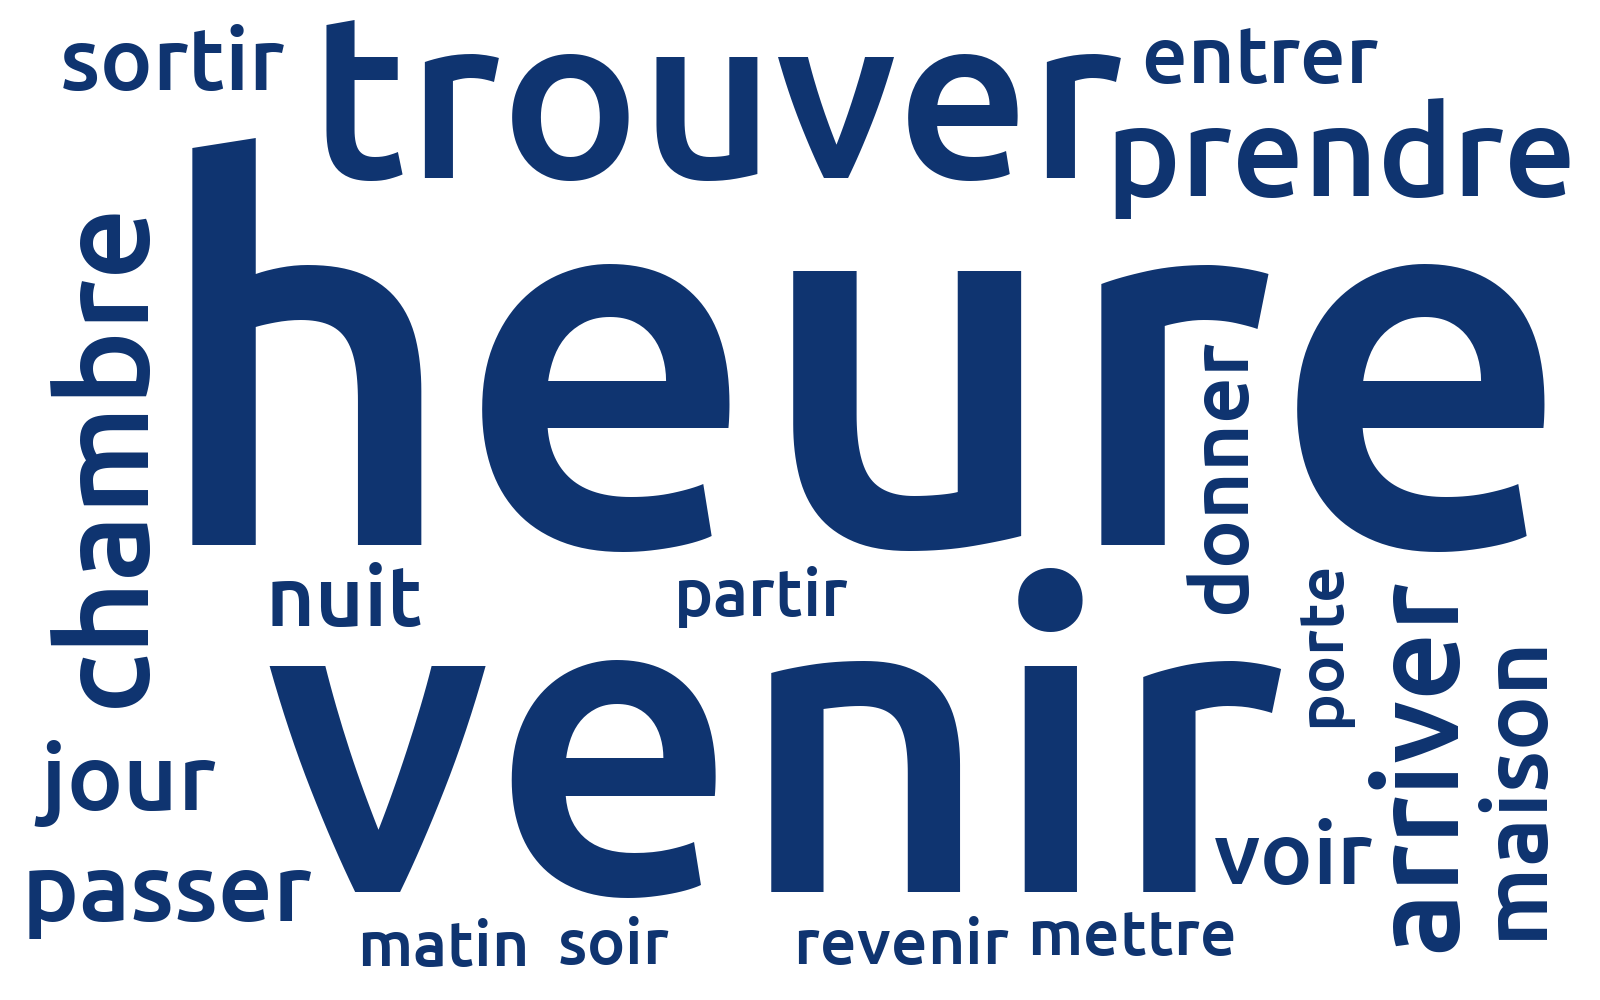 sortir
trouver
entrer
prendre
chambre
heure
donner
nuit
partir
venir
porte
arriver
maison
jour
voir
passer
matin
soir
revenir
mettre